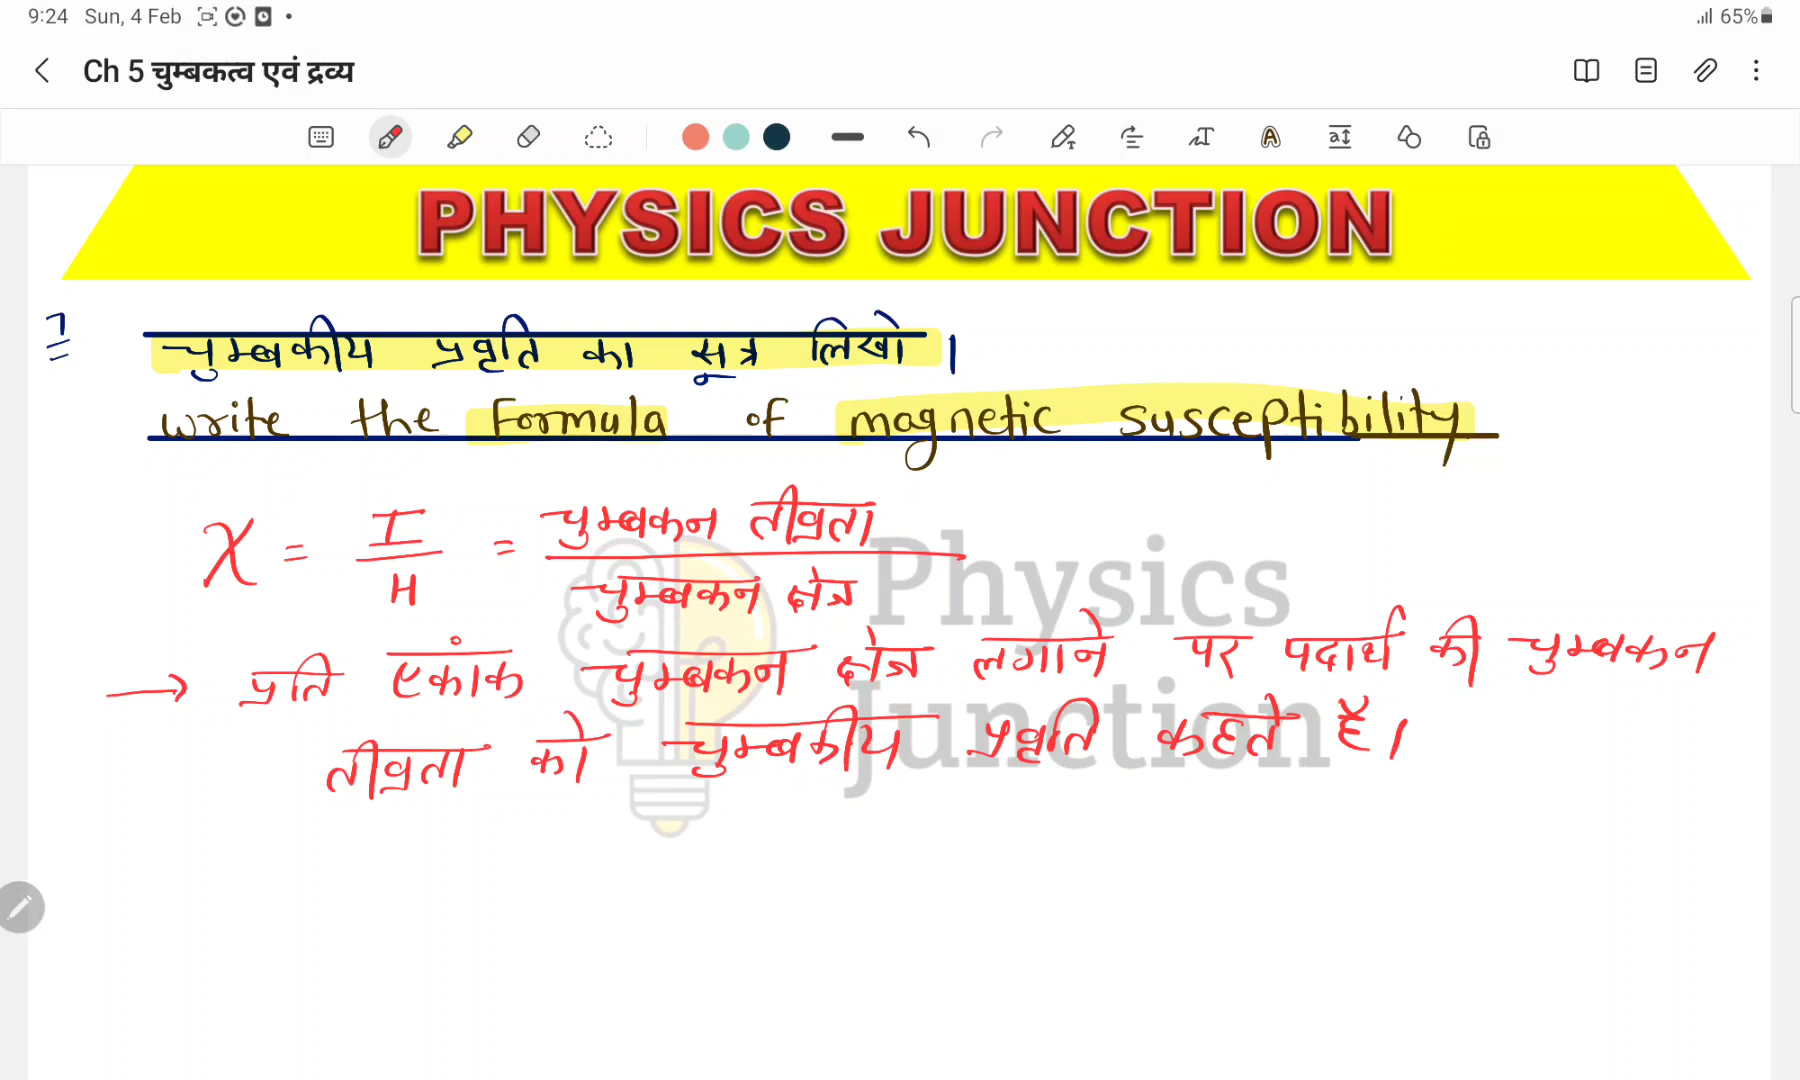 9:24 Sun, 4 Feb 65%
Ch 5 चुम्बकत्व एवं द्रव्य
PHYSICS JUNCTION
7 चुम्बकीय प्रवृति का सूत्र लिखो।
write the Formula of magnetic susceptibility
χ = I/H = चुम्बकन तीव्रता / चुम्बकन क्षेत्र
→ प्रति एकांक चुम्बकन क्षेत्र लगाने पर पदार्थ की चुम्बकन
तीव्रता को चुम्बकीय प्रवृति कहते है।
Physics
Junction